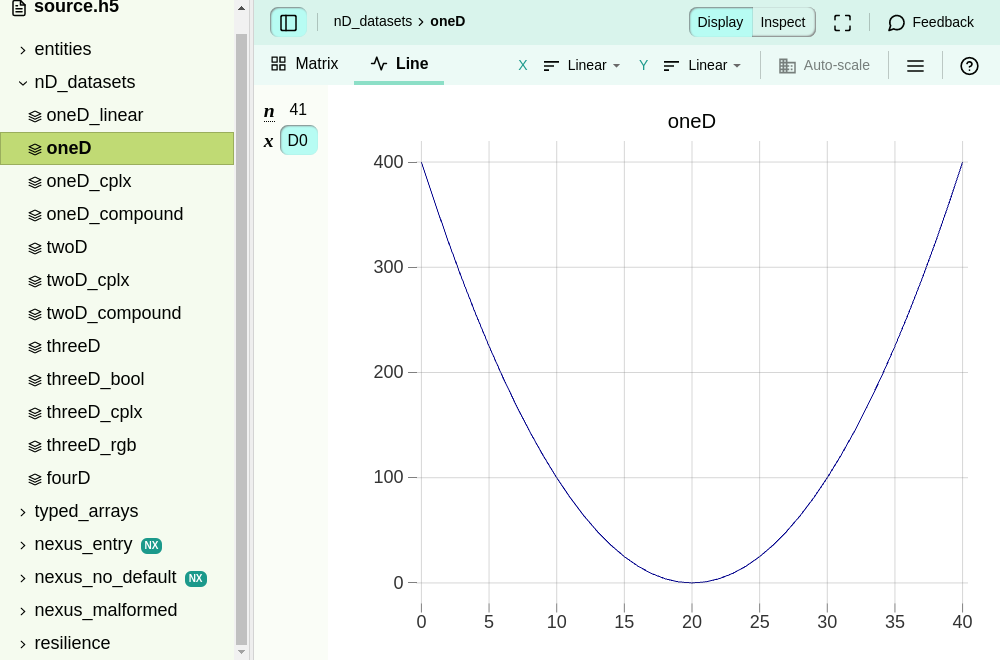 source.h5
entities
nD_datasets
oneD_linear
oneD
oneD_cplx
oneD_compound
twoD
twoD_cplx
twoD_compound
threeD
threeD_bool
threeD_cplx
threeD_rgb
fourD
typed_arrays
nexus_entry NX
nexus_no_default NX
nexus_malformed
resilience
nD_datasets › oneD
Display Inspect
Feedback
Matrix Line
X Linear Y Linear Auto-scale
n 41
x D0
oneD
400
300
200
100
0
0 5 10 15 20 25 30 35 40